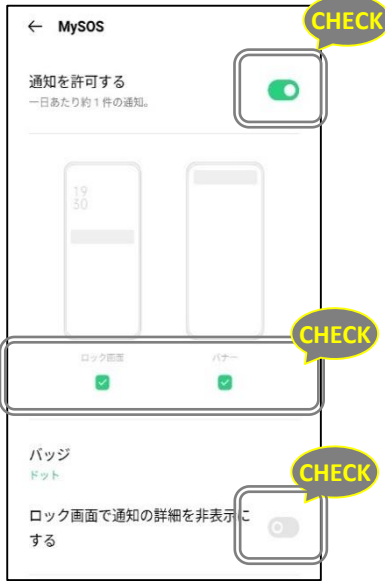 CHECK
← MySOS
通知を許可する
一日あたり約1件の通知。
19
50
CHECK
ロック画面 バナー
バッジ
ドット
CHECK
ロック画面で通知の詳細を非表示に
する